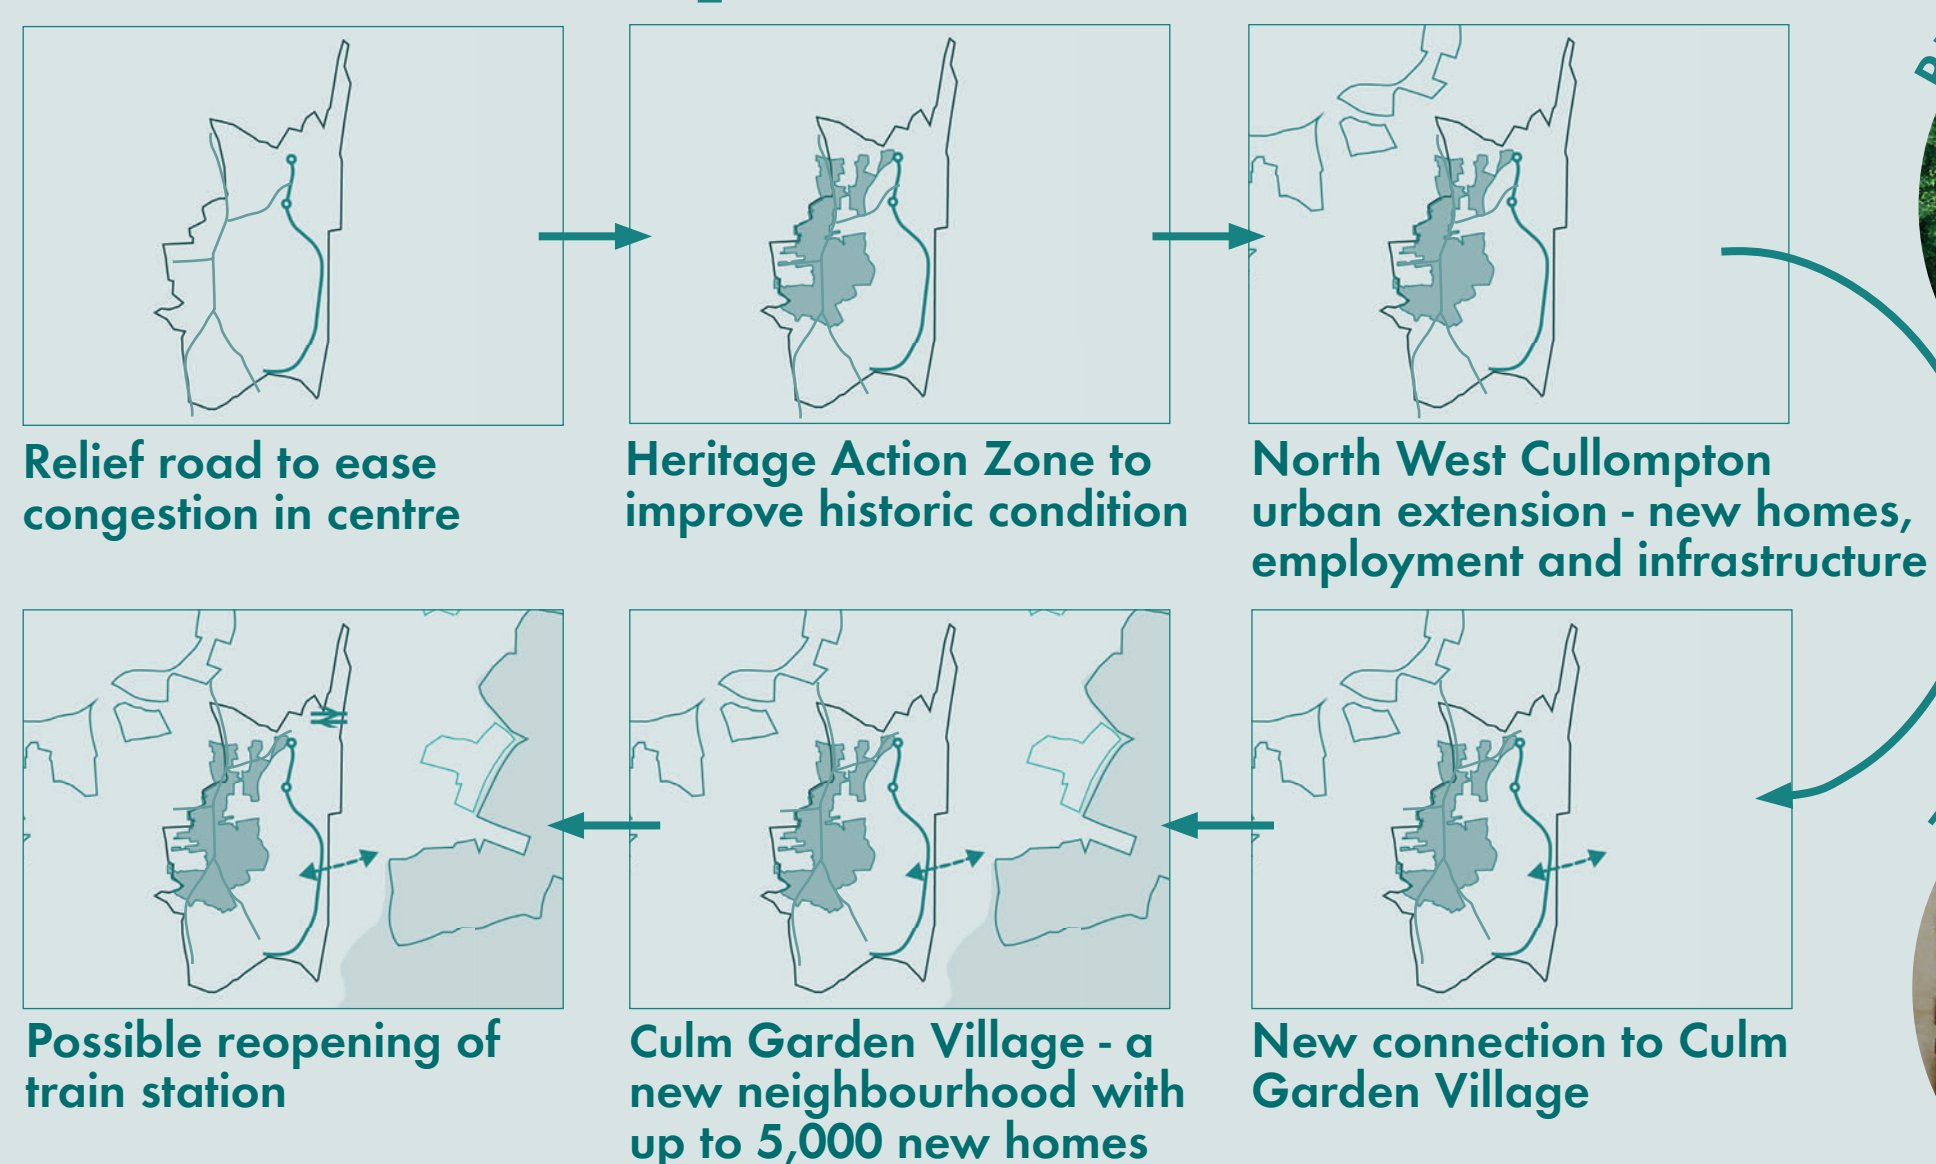 Relief road to ease
congestion in centre
Heritage Action Zone to
improve historic condition
North West Cullompton
urban extension - new homes,
employment and infrastructure
New connection to Culm
Garden Village
Culm Garden Village - a
new neighbourhood with
up to 5,000 new homes
Possible reopening of
train station